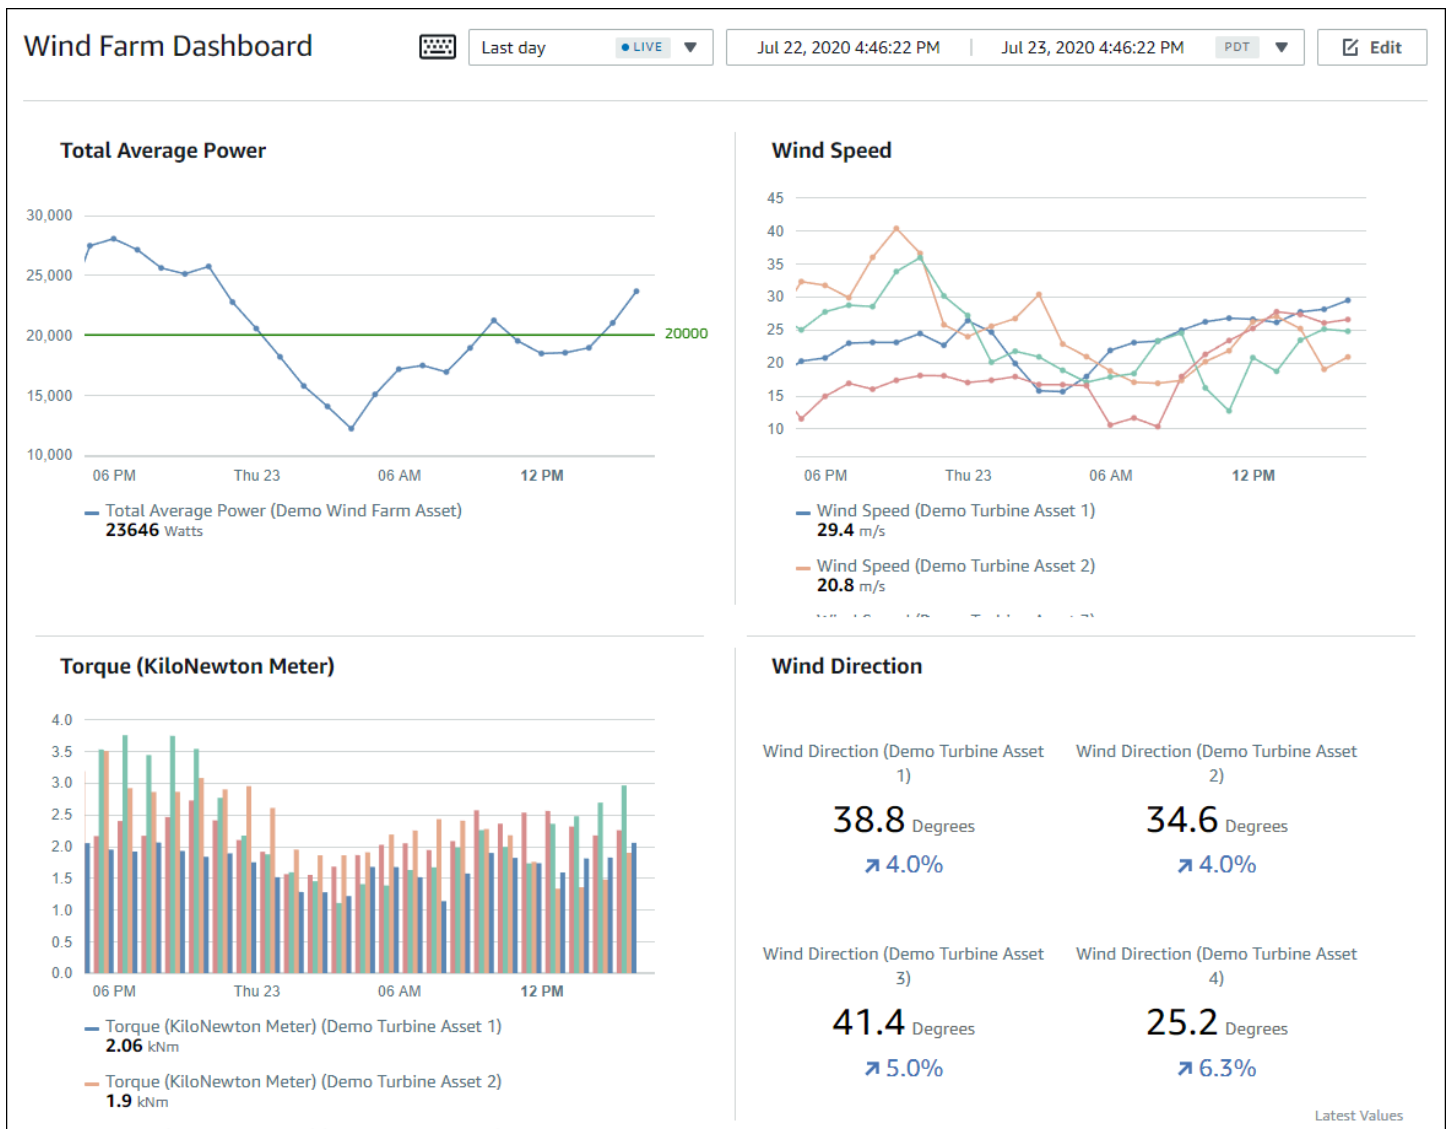 Wind Farm Dashboard
Last day
LIVE
Jul 22, 2020 4:46:22 PM
Jul 23, 2020 4:46:22 PM
PDT
Edit
Total Average Power
30,000
25,000
20,000
15,000
10,000
20000
06 PM
Thu 23
06 AM
12 PM
Total Average Power (Demo Wind Farm Asset)
23646 Watts
Wind Speed
45
40
35
30
25
20
15
10
06 PM
Thu 23
06 AM
12 PM
Wind Speed (Demo Turbine Asset 1)
29.4 m/s
Wind Speed (Demo Turbine Asset 2)
20.8 m/s
Torque (KiloNewton Meter)
4.0
3.5
3.0
2.5
2.0
1.5
1.0
0.5
0.0
06 PM
Thu 23
06 AM
12 PM
Torque (KiloNewton Meter) (Demo Turbine Asset 1)
2.06 kNm
Torque (KiloNewton Meter) (Demo Turbine Asset 2)
1.9 kNm
Wind Direction
Wind Direction (Demo Turbine Asset
1)
38.8 Degrees
4.0%
Wind Direction (Demo Turbine Asset
2)
34.6 Degrees
4.0%
Wind Direction (Demo Turbine Asset
3)
41.4 Degrees
5.0%
Wind Direction (Demo Turbine Asset
4)
25.2 Degrees
6.3%
Latest Values